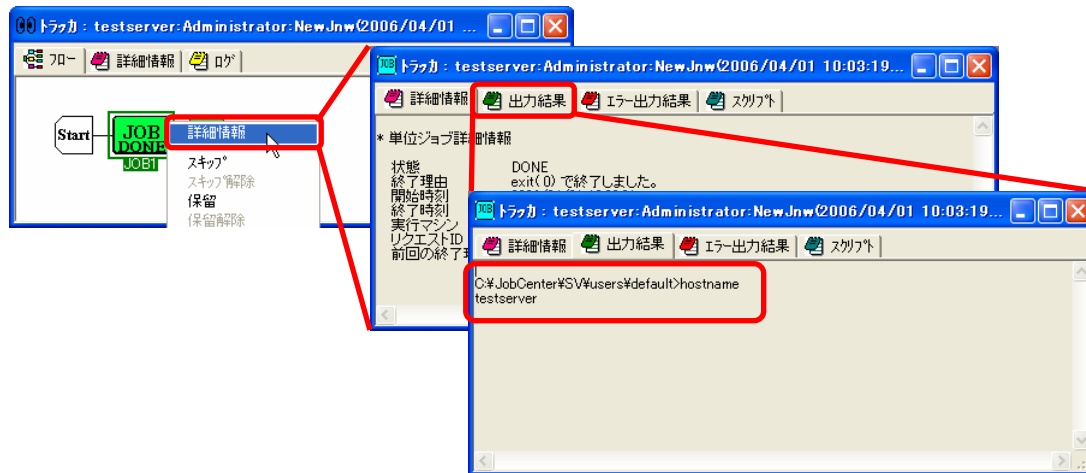 トラッカ : testserver:Administrator:NewJnw(2006/04/01 ...
フロー 詳細情報 ログ
Start
JOB
DONE
JOB1
詳細情報
スキップ
スキップ解除
保留
保留解除
JOB トラッカ : testserver:Administrator:NewJnw(2006/04/01 10:03:19...
詳細情報 出力結果 エラー出力結果 スクリプト
* 単位ジョブ詳細情報
状態 DONE
終了理由 exit( 0) で終了しました。
開始時刻
終了時刻
実行マシン
リクエストID
前回の終了
JOB トラッカ : testserver:Administrator:NewJnw(2006/04/01 10:03:19...
詳細情報 出力結果 エラー出力結果 スクリプト
C:¥JobCenter¥SV¥users¥default>hostname
testserver